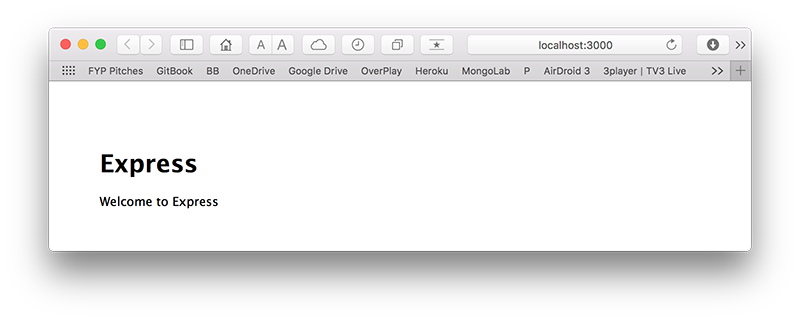 A A localhost:3000
FYP Pitches GitBook BB OneDrive Google Drive OverPlay Heroku MongoLab P AirDroid 3 3player | TV3 Live
Express
Welcome to Express